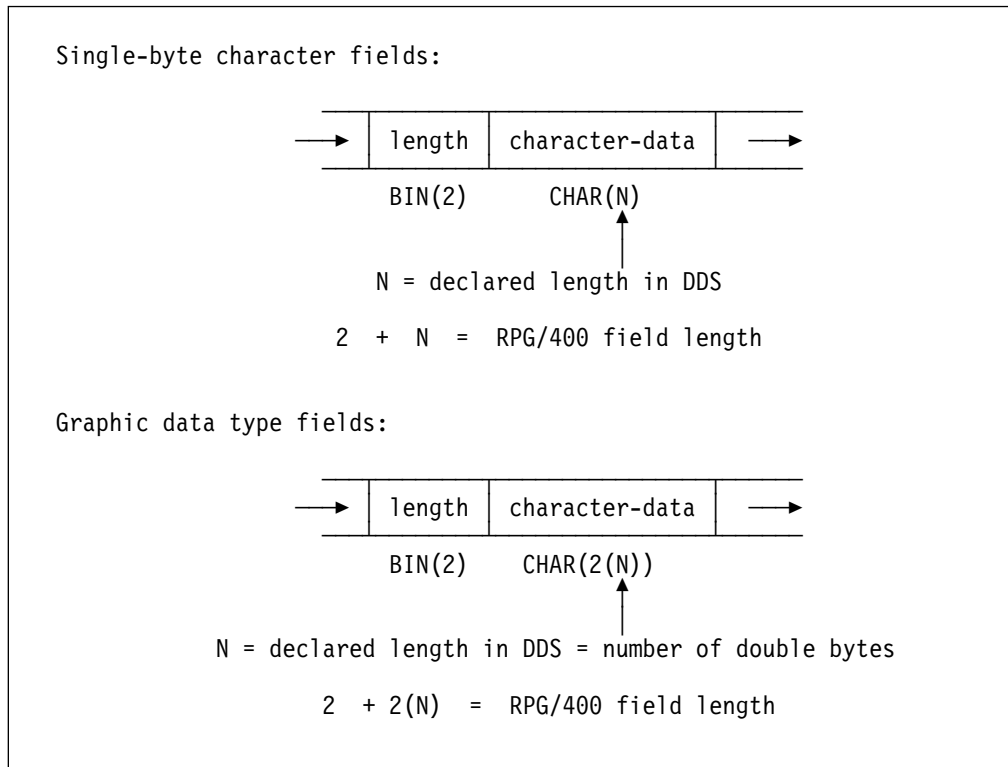 Single-byte character fields:
length character-data
BIN(2) CHAR(N)
N = declared length in DDS
2 + N = RPG/400 field length
Graphic data type fields:
length character-data
BIN(2) CHAR(2(N))
N = declared length in DDS = number of double bytes
2 + 2(N) = RPG/400 field length